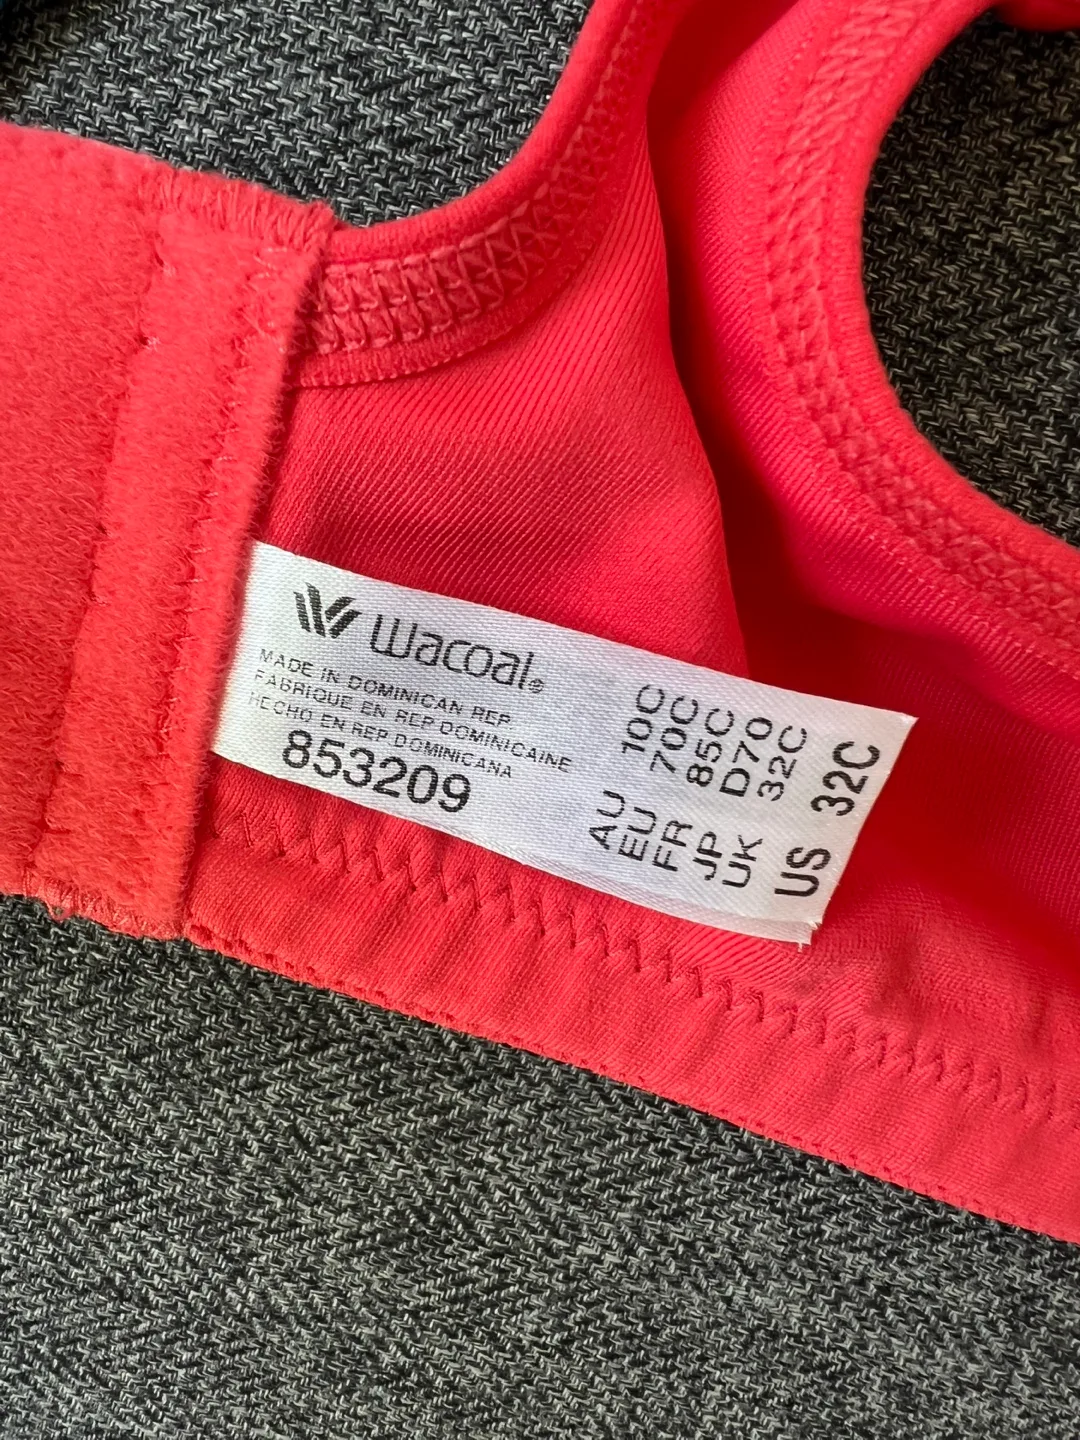 wacoal®
MADE IN DOMINICAN REP
FABRIQUE EN REP DOMINICAINE
HECHO EN REP. DOMINICANA
853209
AU 10C
EU 70C
FR 85C
JP D70
UK 32C
US 32C